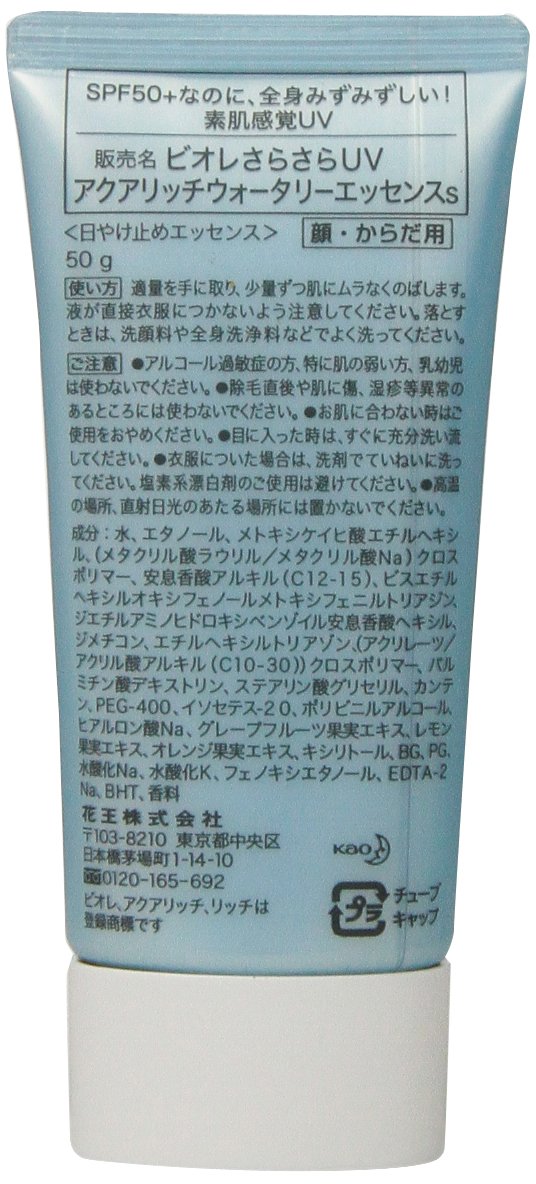 SPF50+なのに、全身みずみずしい!
素肌感覚UV
販売名 ビオレさらさらUV
アクアリッチウォータリーエッセンスs
<日やけ止めエッセンス> 顔・からだ用
50 g
使い方 適量を手に取り、少量ずつ肌にムラなくのばします。
液が直接衣服につかないよう注意してください。落とす
ときは、洗顔料や全身洗浄料などでよく洗ってください。
ご注意 ●アルコール過敏症の方、特に肌の弱い方、乳幼児
は使わないでください。●除毛直後や肌に傷、湿疹等異常の
あるところには使わないでください。●お肌に合わない時はご
使用をおやめください。●目に入った時は、すぐに充分洗い流
してください。●衣服についた場合は、洗剤でていねいに洗っ
てください。塩素系漂白剤のご使用は避けてください。●高温
の場所、直射日光のあたる場所には置かないでください。
成分:水、エタノール、メトキシケイヒ酸エチルヘキシ
ル、(メタクリル酸ラウリル/メタクリル酸Na)クロス
ポリマー、安息香酸アルキル(C12-15)、ビスエチル
ヘキシルオキシフェノールメトキシフェニルトリアジン、
ジエチルアミノヒドロキシベンゾイル安息香酸ヘキシル、
ジメチコン、エチルヘキシルトリアゾン、(アクリレーツ/
アクリル酸アルキル(C10-30))クロスポリマー、パル
ミチン酸デキストリン、ステアリン酸グリセリル、カンテ
ン、PEG-400、イソセテス-20、ポリビニルアルコール、
ヒアルロン酸Na、グレープフルーツ果実エキス、レモン
果実エキス、オレンジ果実エキス、キシリトール、BG、PG、
水酸化Na、水酸化K、フェノキシエタノール、EDTA-2
Na、BHT、香料
花王株式会社
〒103-8210 東京都中央区
日本橋茅場町1-14-10
0120-165-692
ビオレ、アクアリッチ、リッチは
登録商標です
Kao
プラ
チューブ
キャップ